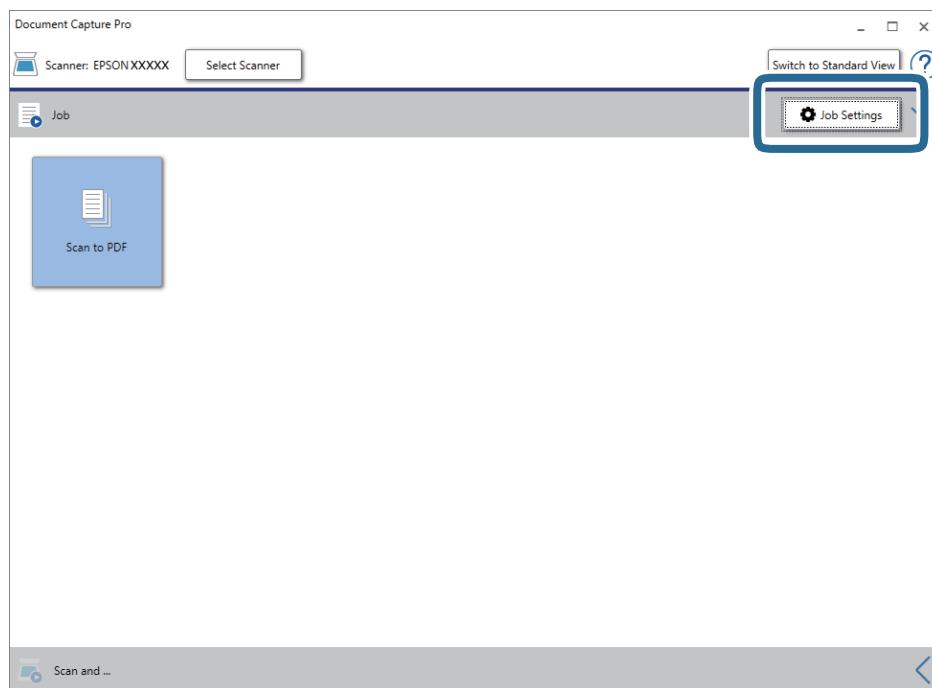 Document Capture Pro
Scanner: EPSON XXXXX Select Scanner Switch to Standard View ?
Job Job Settings
Scan to PDF
Scan and ...